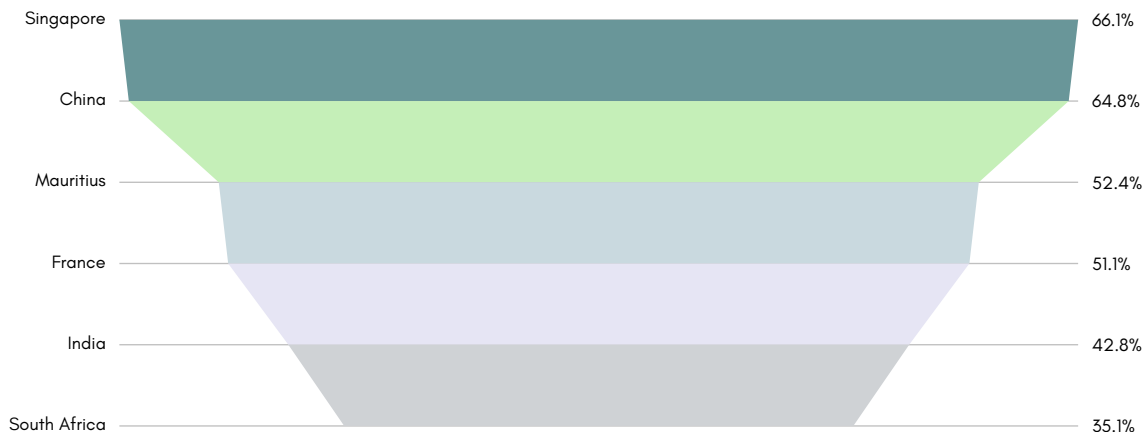 Singapore 66.1%
China 64.8%
Mauritius 52.4%
France 51.1%
India 42.8%
South Africa 35.1%